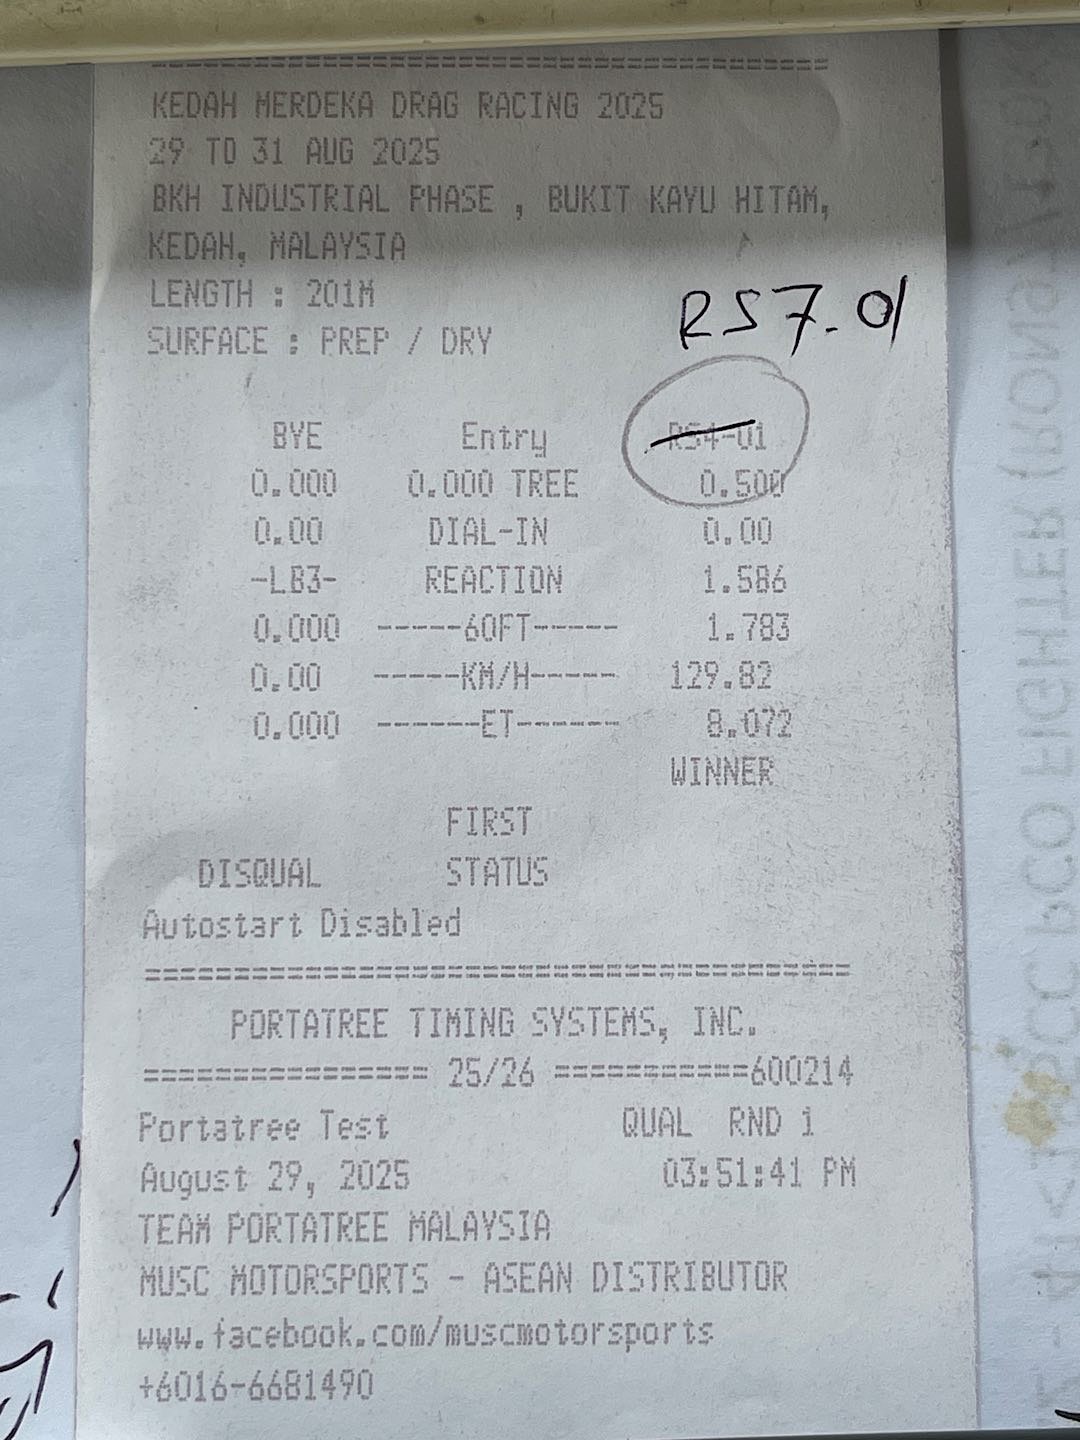 ========================================
KEDAH MERDEKA DRAG RACING 2025
29 TO 31 AUG 2025
BKH INDUSTRIAL PHASE , BUKIT KAYU HITAM,
KEDAH, MALAYSIA
LENGTH : 201M
RS7-01
SURFACE : PREP / DRY
BYE Entry RS4-01
0.000 0.000 TREE 0.500
0.00 DIAL-IN 0.00
-LB3- REACTION 1.586
0.000 -----60FT----- 1.783
0.00 -----KM/H----- 129.82
0.000 ------ET------ 8.072
WINNER
FIRST
DISQUAL STATUS
Autostart Disabled
========================================
PORTATREE TIMING SYSTEMS, INC.
================ 25/26 ===========600214
Portatree Test QUAL RND 1
August 29, 2025 03:51:41 PM
TEAM PORTATREE MALAYSIA
MUSC MOTORSPORTS - ASEAN DISTRIBUTOR
www.facebook.com/muscmotorsports
+6016-6681490